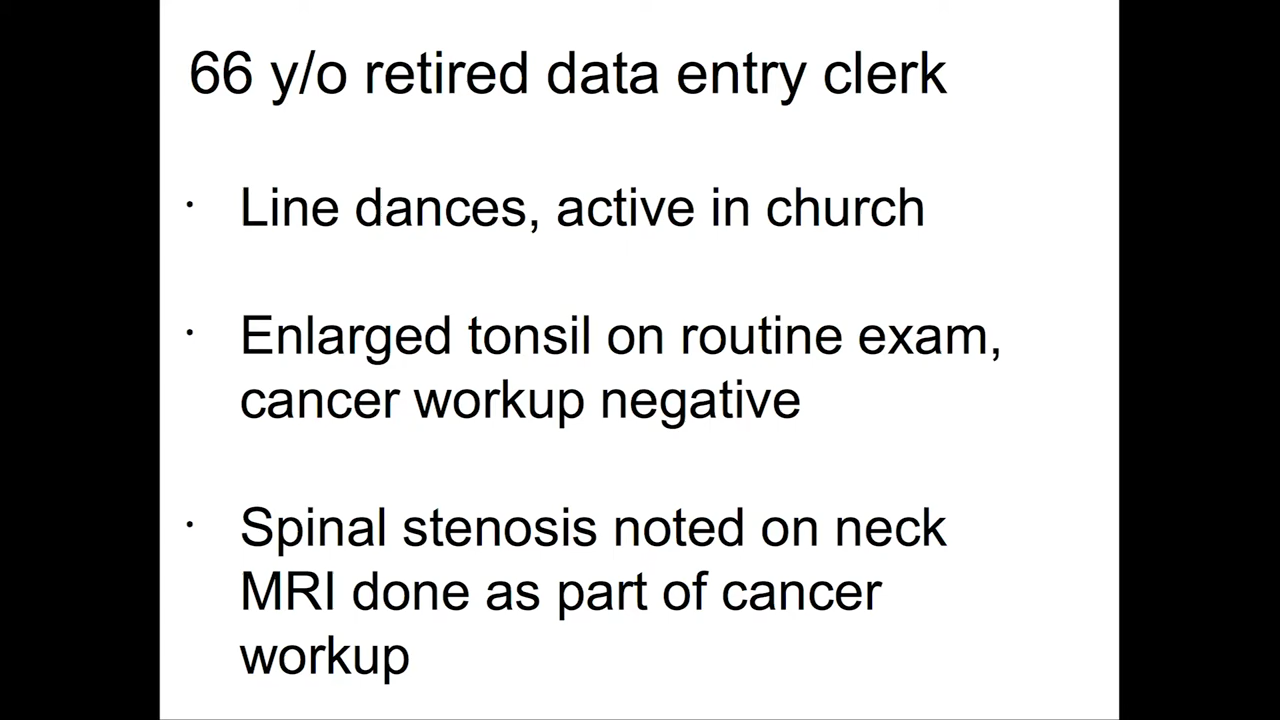 66 y/o retired data entry clerk
· Line dances, active in church
· Enlarged tonsil on routine exam,
cancer workup negative
· Spinal stenosis noted on neck
MRI done as part of cancer
workup